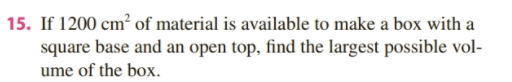 15. If 1200 cm² of material is available to make a box with a
square base and an open top, find the largest possible vol-
ume of the box.